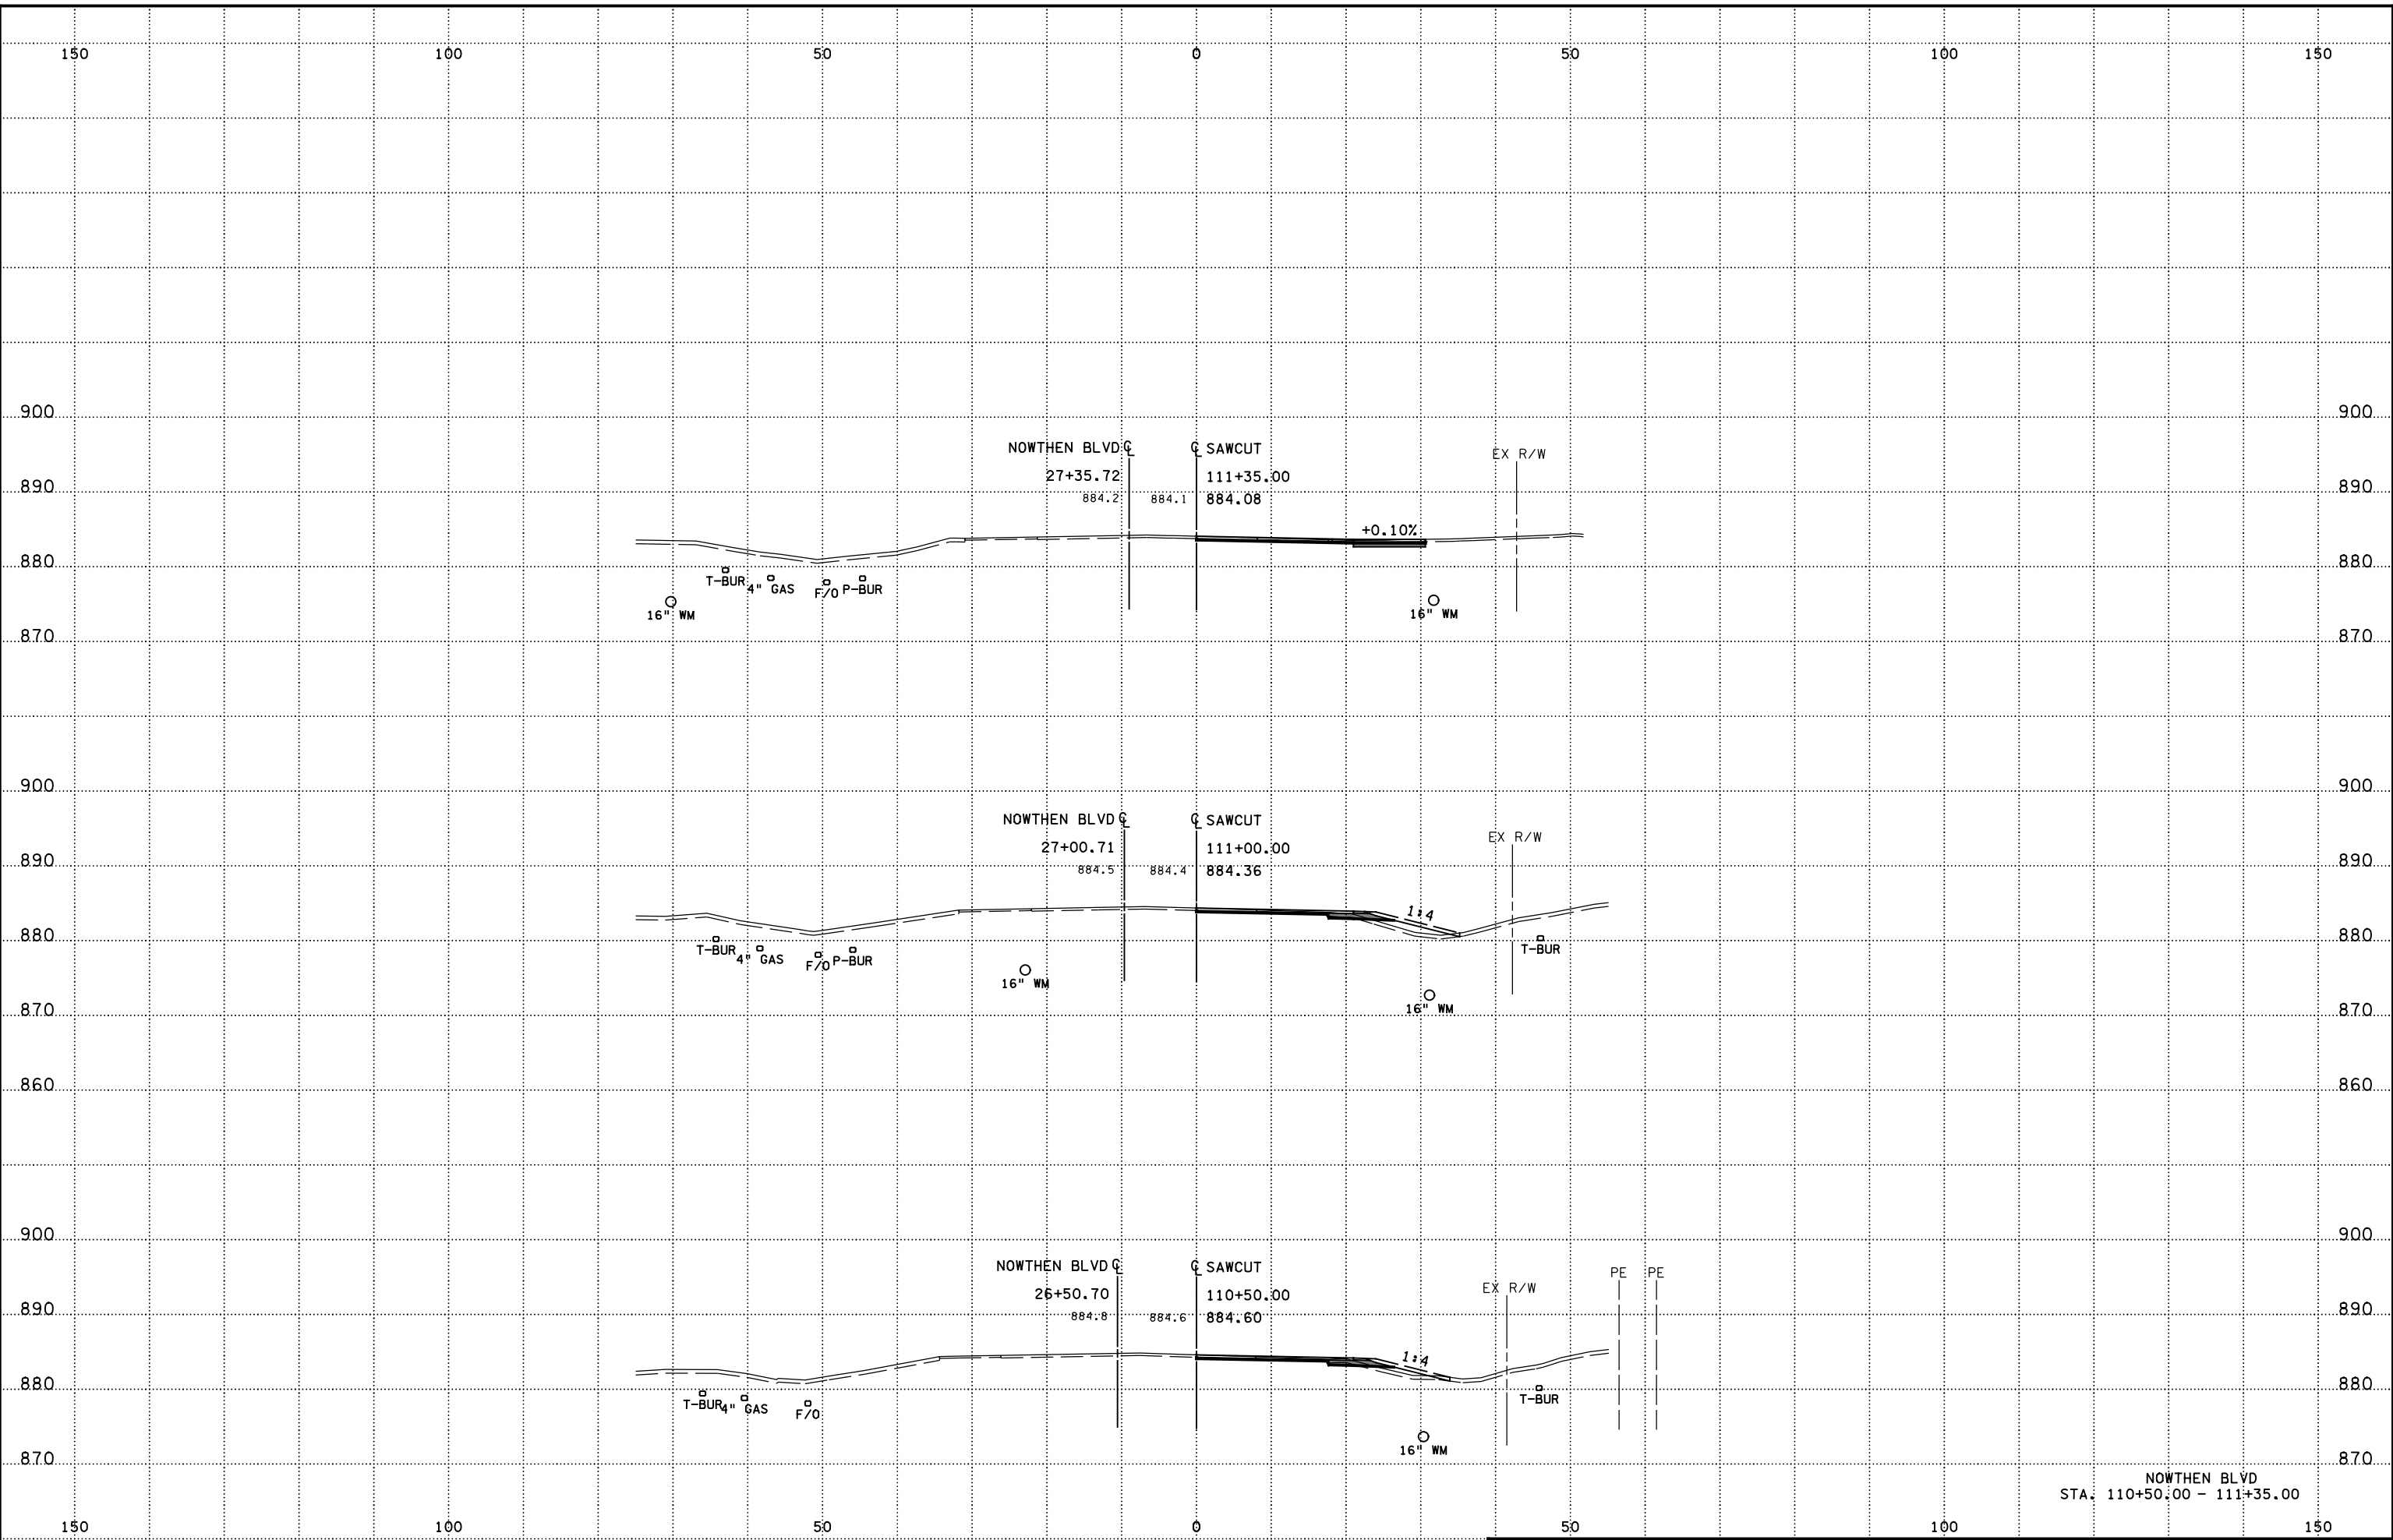 150 100 50 0 50 100 150
900 900
NOWTHEN BLVD ℄ ℄ SAWCUT EX R/W
27+35.72 111+35.00
890 890
884.2 884.1 884.08
+0.10%
880 880
T-BUR 4" GAS F/O P-BUR
16" WM 16" WM
870 870
900 900
NOWTHEN BLVD ℄ ℄ SAWCUT
EX R/W
27+00.71 111+00.00
890 890
884.5 884.4 884.36
1:4
880 880
T-BUR 4" GAS F/O P-BUR T-BUR
16" WM
16" WM
870 870
860 860
900 900
NOWTHEN BLVD ℄ ℄ SAWCUT PE PE
EX R/W
26+50.70 110+50.00
890 890
884.8 884.6 884.60
1:4
880 880
T-BUR 4" GAS F/O T-BUR
16" WM
870 870
NOWTHEN BLVD
STA. 110+50.00 - 111+35.00
150 100 50 0 50 100 150